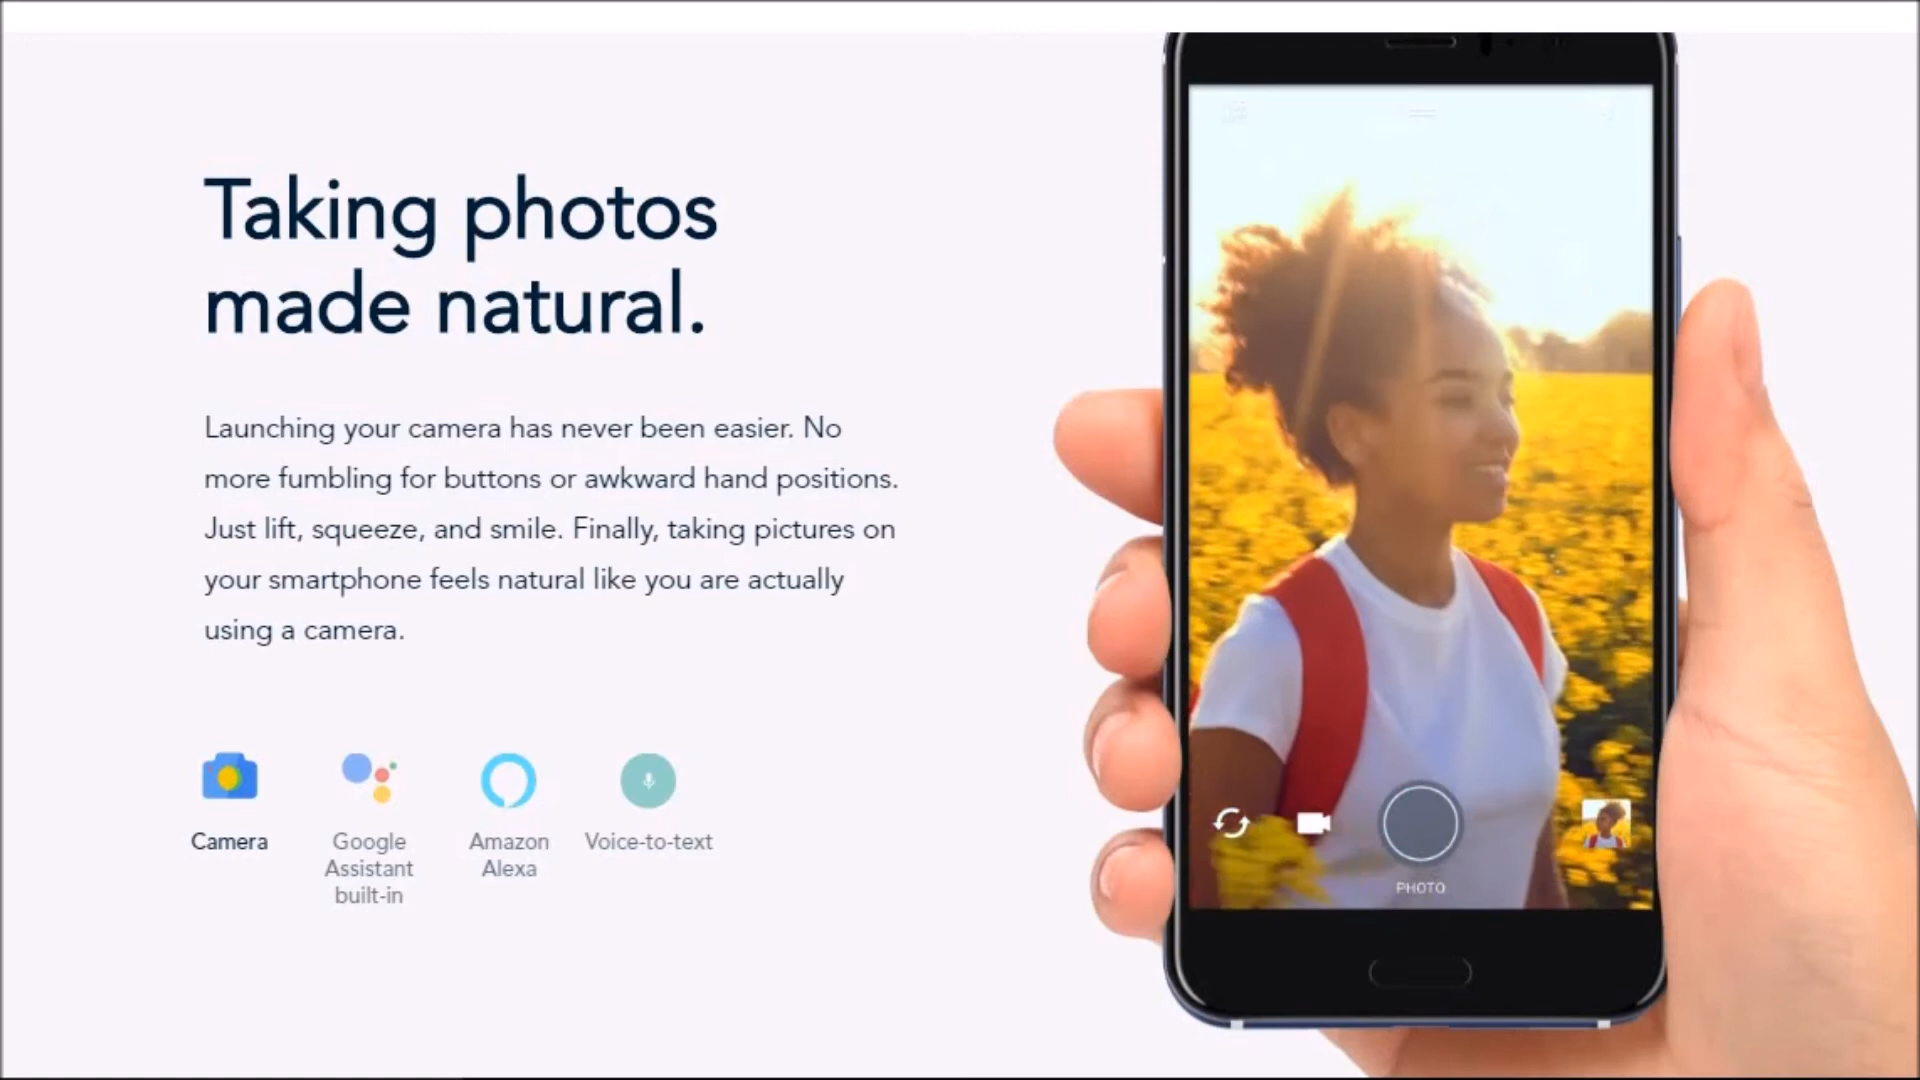 Taking photos
made natural.
Launching your camera has never been easier. No
more fumbling for buttons or awkward hand positions.
Just lift, squeeze, and smile. Finally, taking pictures on
your smartphone feels natural like you are actually
using a camera.
Camera
Google
Assistant
built-in
Amazon
Alexa
Voice-to-text
PHOTO